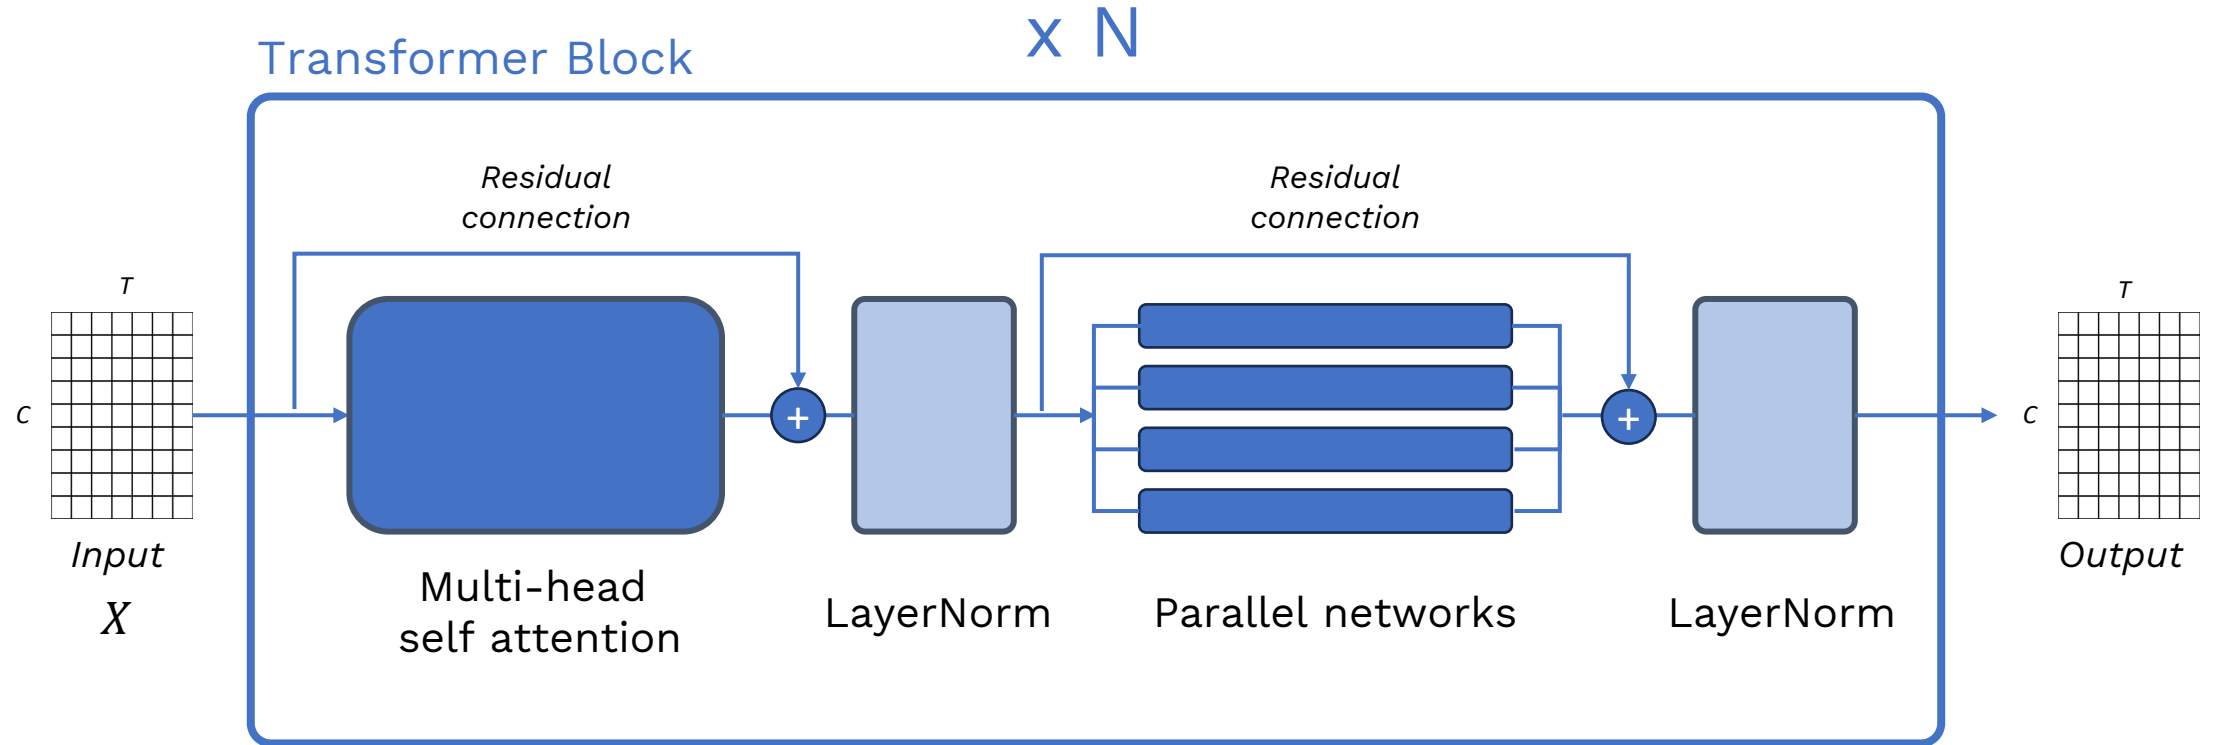 x N
Transformer Block
Residual
connection
Residual
connection
T
T
C
+
+
C
Input
X
Output
Multi-head
self attention
LayerNorm
Parallel networks
LayerNorm